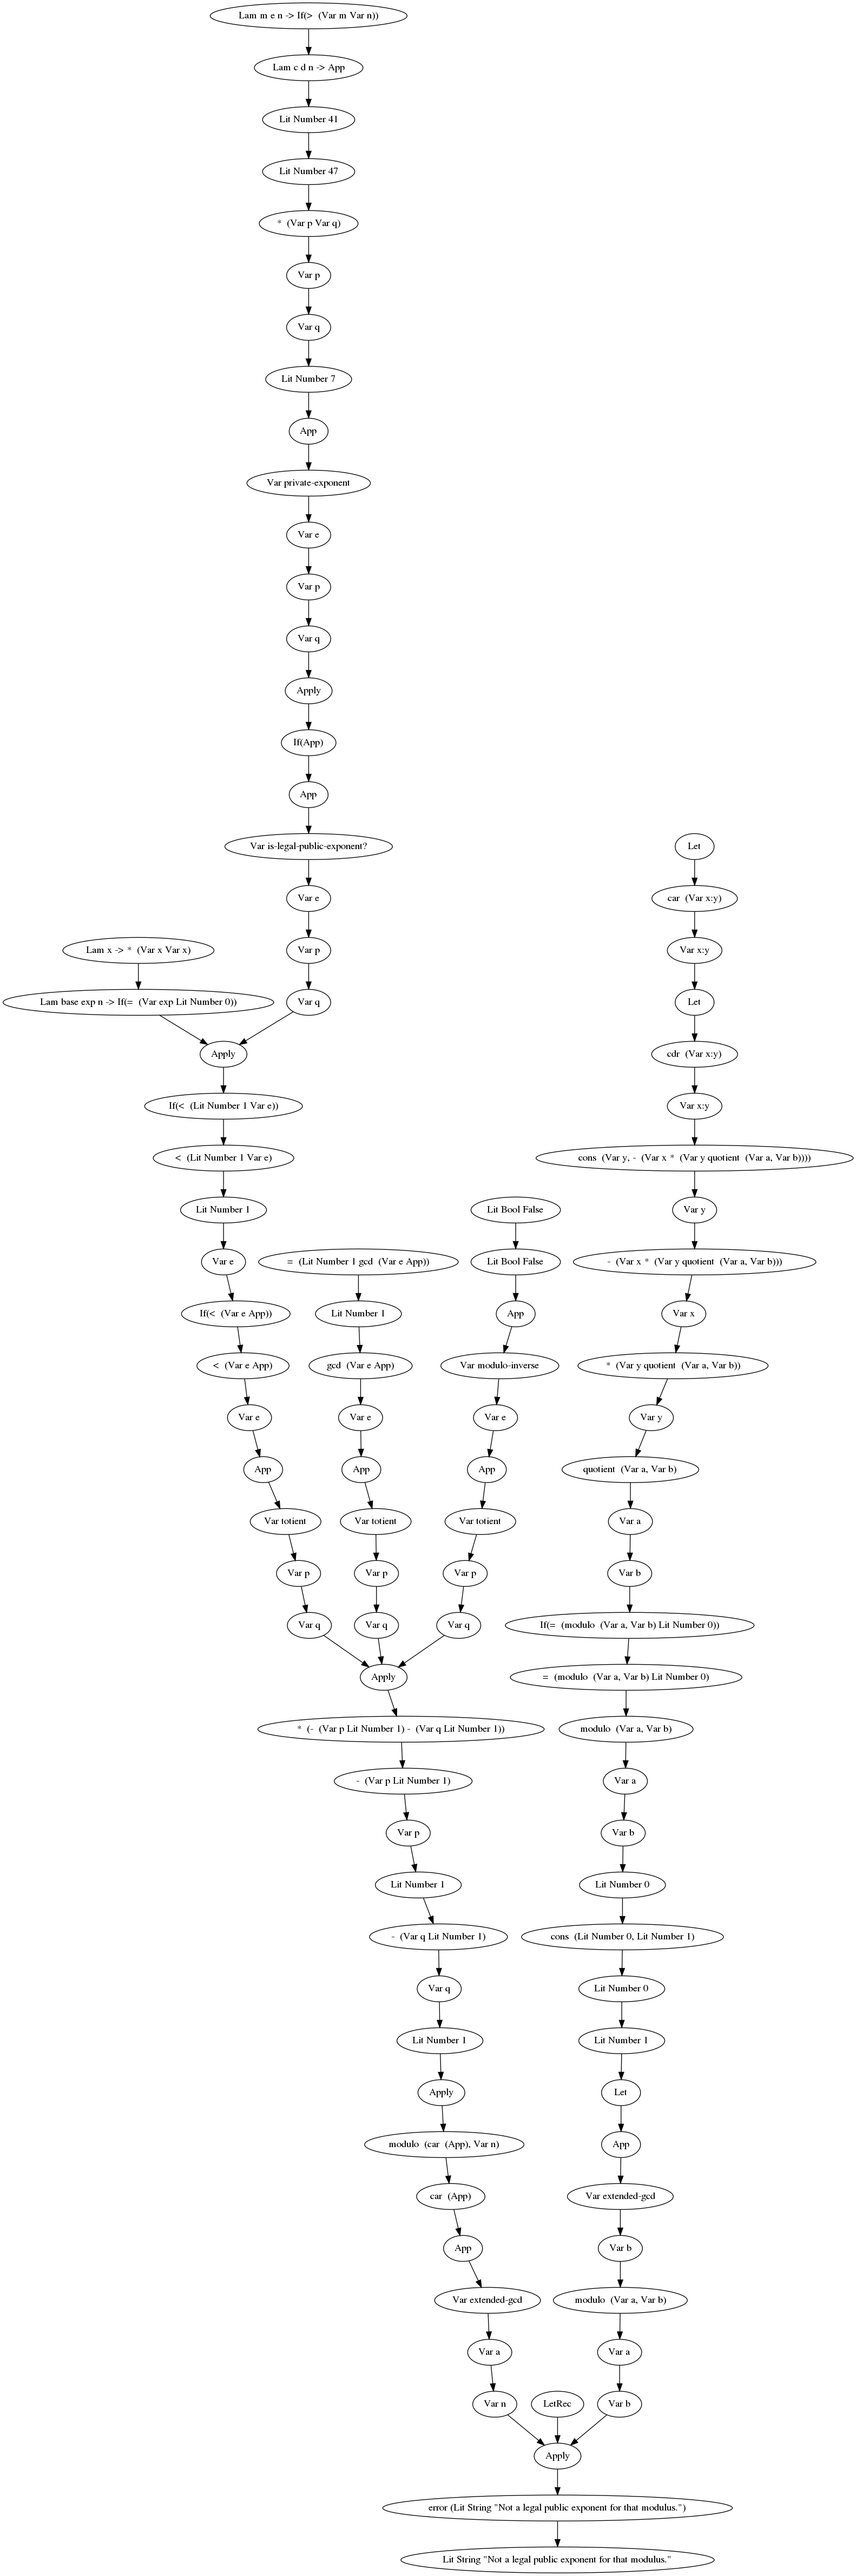 Lam m e n -> If(>  (Var m Var n))
Lam c d n -> App
Lit Number 41
Lit Number 47
*  (Var p Var q)
Var p
Var q
Lit Number 7
App
Var private-exponent
Var e
Var p
Var q
Apply
If(App)
App
Var is-legal-public-exponent?
Let
Var e
car  (Var x:y)
Lam x -> *  (Var x Var x)
Var p
Var x:y
Lam base exp n -> If(=  (Var exp Lit Number 0))
Var q
Let
Apply
cdr  (Var x:y)
If(<  (Lit Number 1 Var e))
Var x:y
<  (Lit Number 1 Var e)
cons  (Var y, -  (Var x *  (Var y quotient  (Var a, Var b))))
Lit Number 1
Lit Bool False
Var y
Var e
=  (Lit Number 1 gcd  (Var e App))
Lit Bool False
-  (Var x *  (Var y quotient  (Var a, Var b)))
If(<  (Var e App))
Lit Number 1
App
Var x
<  (Var e App)
gcd  (Var e App)
Var modulo-inverse
*  (Var y quotient  (Var a, Var b))
Var e
Var e
Var e
Var y
App
App
App
quotient  (Var a, Var b)
Var totient
Var totient
Var totient
Var a
Var p
Var p
Var p
Var b
Var q
Var q
Var q
If(=  (modulo  (Var a, Var b) Lit Number 0))
Apply
=  (modulo  (Var a, Var b) Lit Number 0)
*  (-  (Var p Lit Number 1) -  (Var q Lit Number 1))
modulo  (Var a, Var b)
-  (Var p Lit Number 1)
Var a
Var p
Var b
Lit Number 1
Lit Number 0
-  (Var q Lit Number 1)
cons  (Lit Number 0, Lit Number 1)
Var q
Lit Number 0
Lit Number 1
Lit Number 1
Apply
Let
modulo  (car  (App), Var n)
App
car  (App)
Var extended-gcd
App
Var b
Var extended-gcd
modulo  (Var a, Var b)
Var a
Var a
Var n
LetRec
Var b
Apply
error (Lit String "Not a legal public exponent for that modulus.")
Lit String "Not a legal public exponent for that modulus."